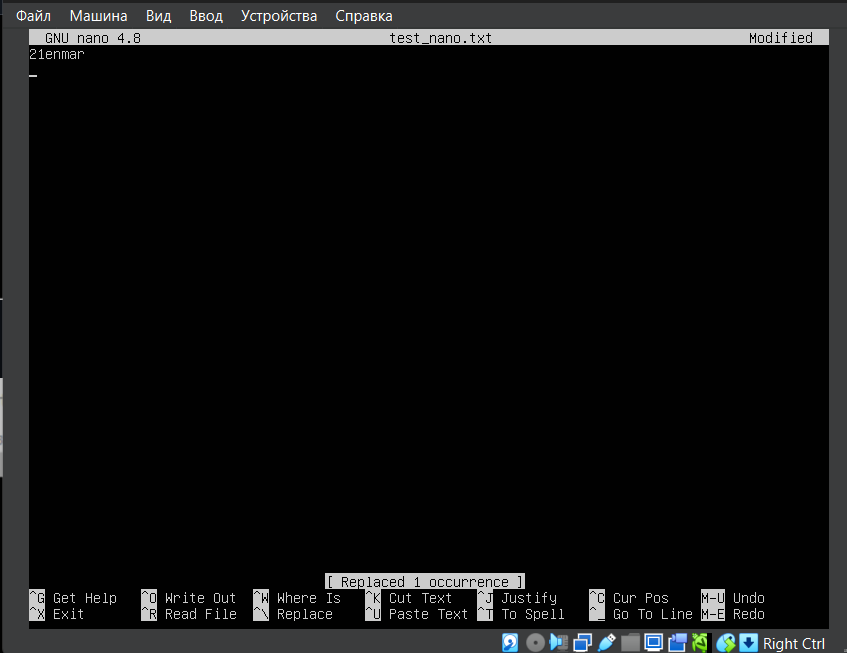 Файл Машина Вид Ввод Устройства Справка
GNU nano 4.8 test_nano.txt Modified
21enmar
[ Replaced 1 occurrence ]
^G Get Help ^O Write Out ^W Where Is ^K Cut Text ^J Justify ^C Cur Pos M-U Undo
^X Exit ^R Read File ^\ Replace ^U Paste Text ^T To Spell ^_ Go To Line M-E Redo
Right Ctrl